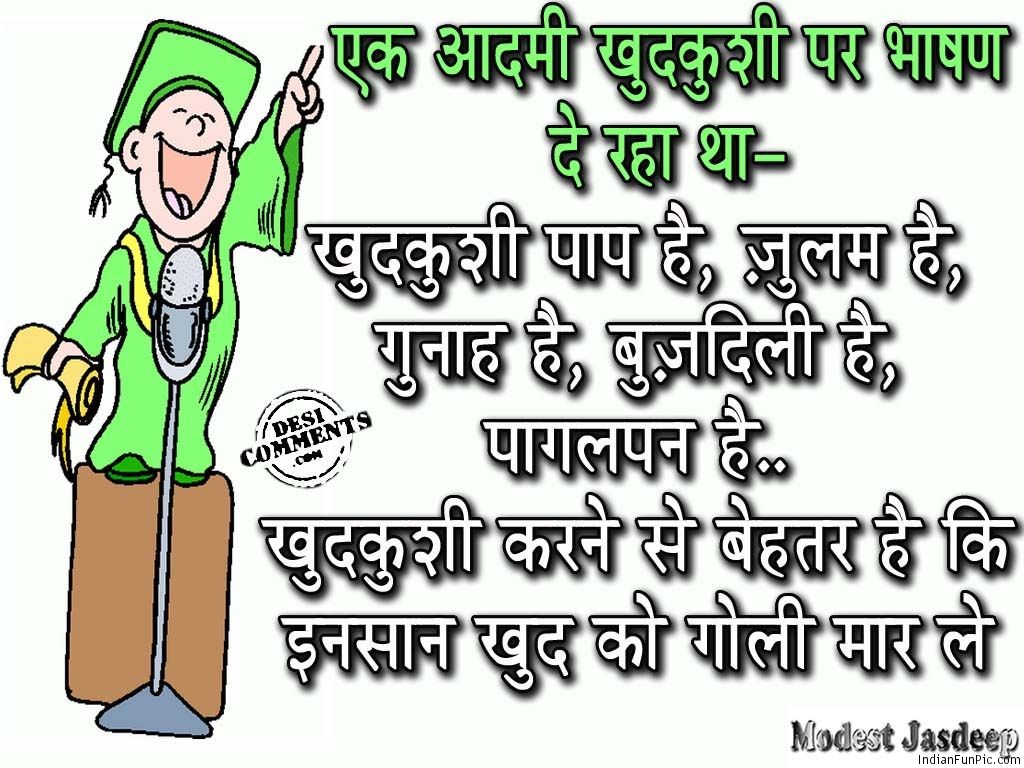 एक आदमी खुदकुशी पर भाषण
दे रहा था–
खुदकुशी पाप है, ज़ुलम है,
गुनाह है, बुज़दिली है,
पागलपन है..
खुदकुशी करने से बेहतर है कि
इनसान खुद को गोली मार ले
DESI
COMMENTS
.COM
Modest Jasdeep
IndianFunPic.com